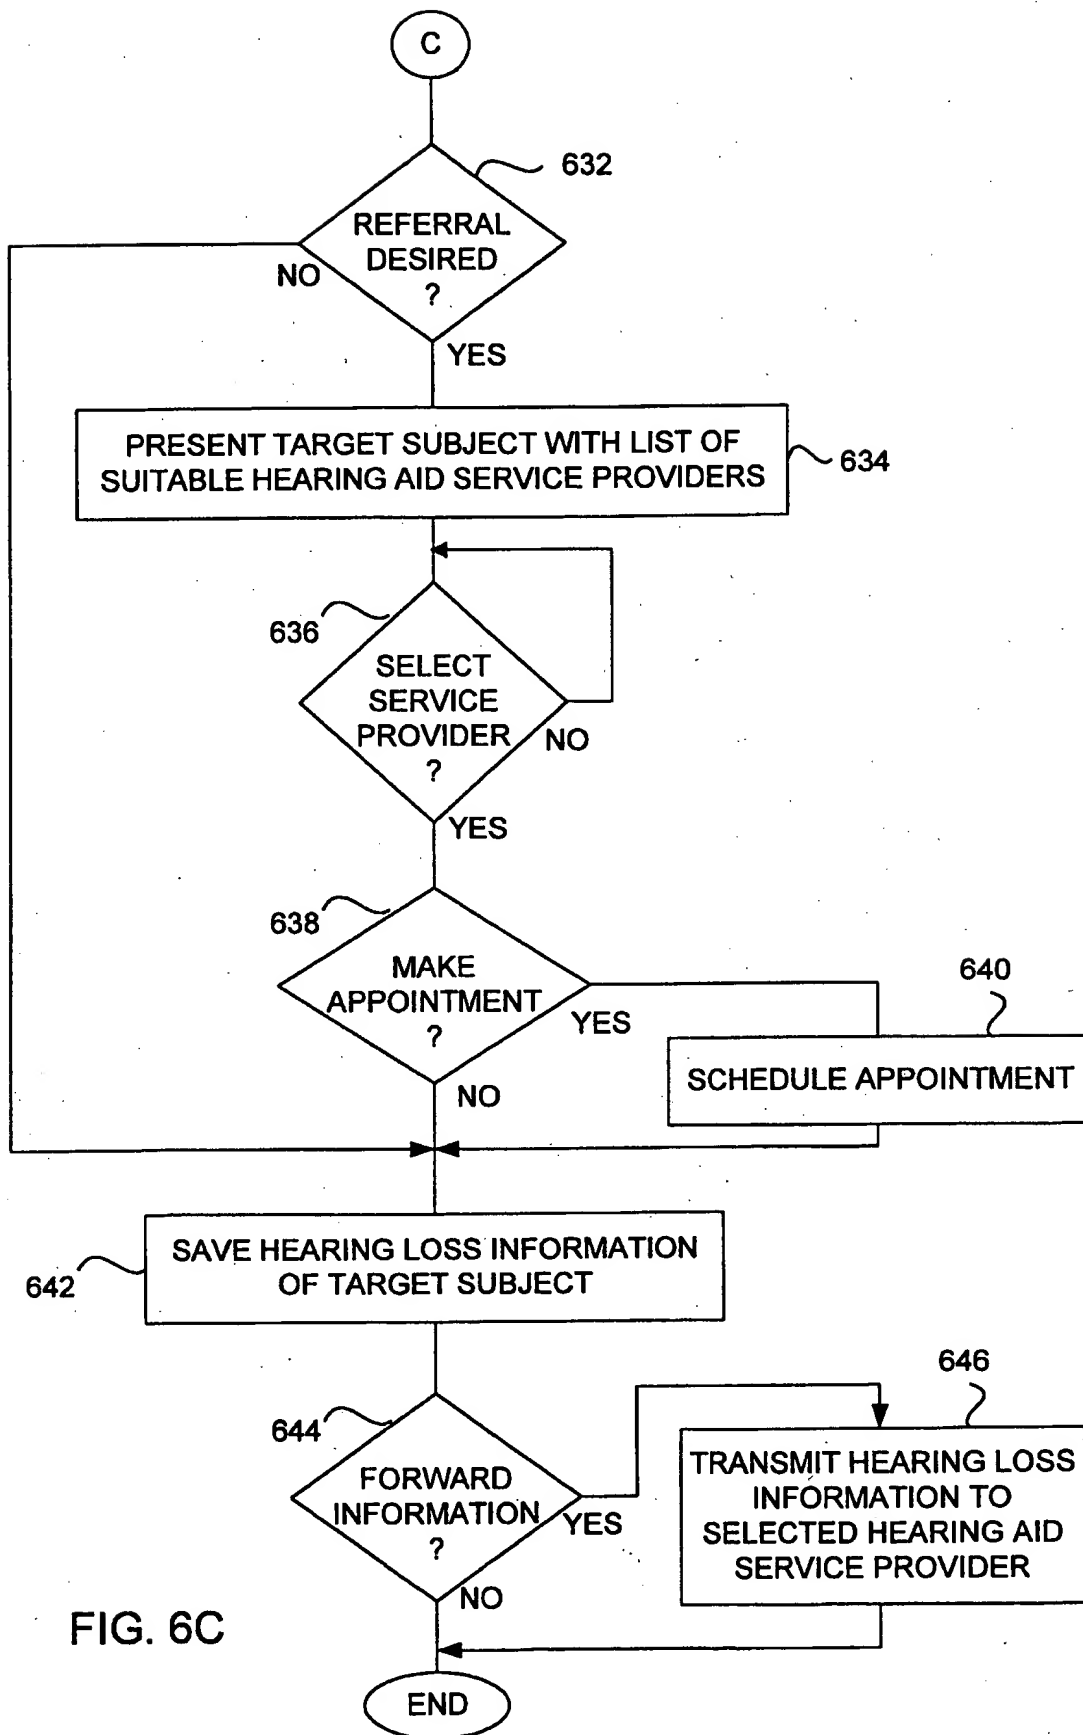 C
632
REFERRAL
DESIRED
?
NO
YES
PRESENT TARGET SUBJECT WITH LIST OF
SUITABLE HEARING AID SERVICE PROVIDERS
634
636
SELECT
SERVICE
PROVIDER
?
NO
YES
638
MAKE
APPOINTMENT
?
YES
NO
640
SCHEDULE APPOINTMENT
SAVE HEARING LOSS INFORMATION
OF TARGET SUBJECT
642
644
FORWARD
INFORMATION
?
YES
NO
646
TRANSMIT HEARING LOSS
INFORMATION TO
SELECTED HEARING AID
SERVICE PROVIDER
FIG. 6C
END